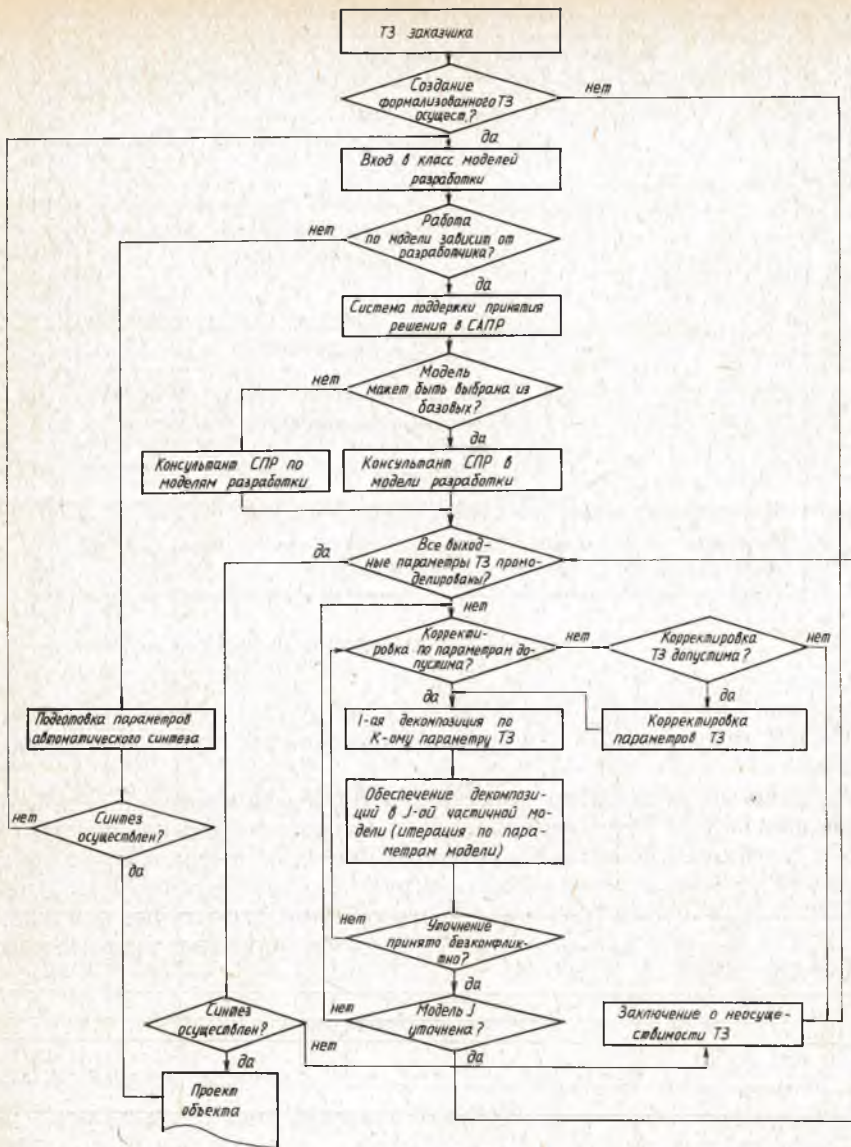 ТЗ заказчика
Создание
формализованного ТЗ
осущест.?
нет
да
Вход в класс моделей
разработки
нет
Работа
по модели зависит от
разработчика?
да
Система поддержки принятия
решения в САПР
нет
Модель
может быть выбрана из
базовых?
да
Консультант СПР по
моделям разработки
Консультант СПР в
модели разработки
да
Все выход-
ные параметры ТЗ промо-
делированы?
нет
Корректи-
ровка по параметрам до-
пустима?
нет
Корректировка
ТЗ допустима?
нет
да
да
Подготовка параметров
автоматического синтеза
I-ая декомпозиция по
К-ому параметру ТЗ
Корректировка
параметров ТЗ
Обеспечение декомпози-
ций в J-ой частичной мо-
дели (итерация по пара-
метрам модели)
нет
Синтез
осуществлен?
да
нет
Уточнение
принято безконфлик-
тно?
да
Синтез
осуществлен?
нет
да
нет
Модель J
уточнена?
да
Заключение о неосуще-
ствимости ТЗ
Проект
объекта